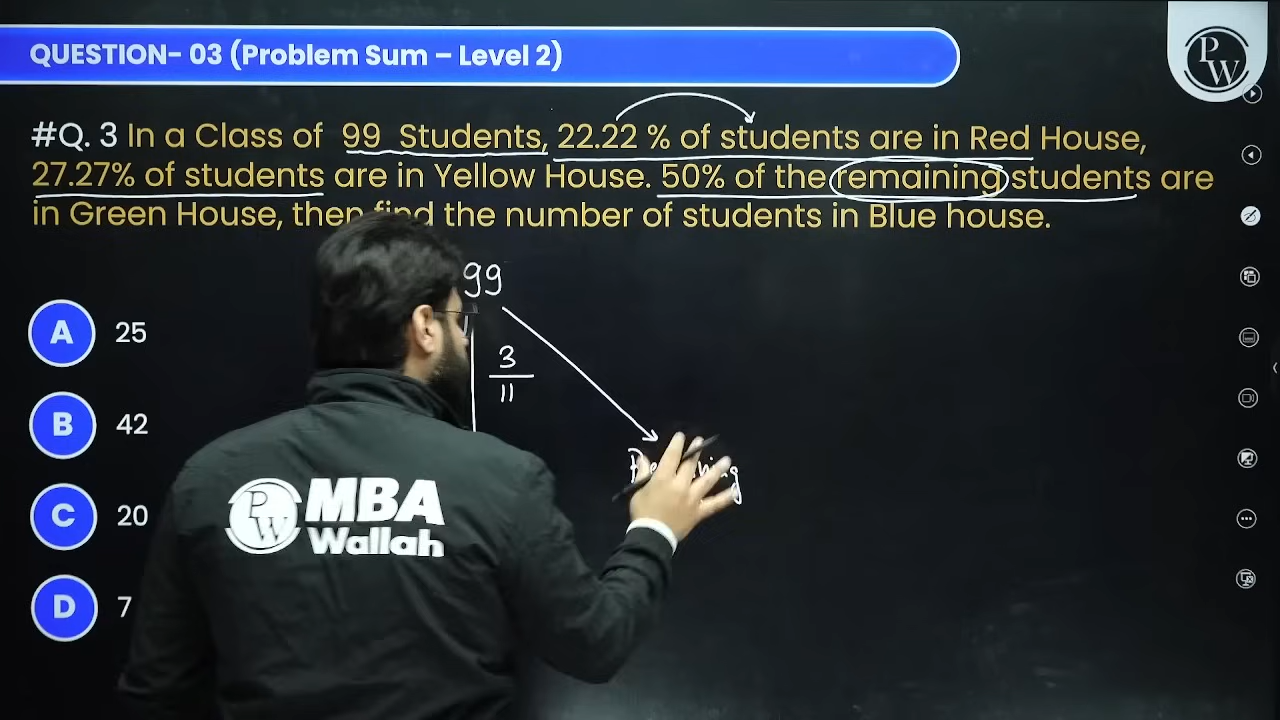 QUESTION- 03 (Problem Sum – Level 2)
PW
#Q. 3 In a Class of 99 Students, 22.22 % of students are in Red House,
27.27% of students are in Yellow House. 50% of the remaining students are
in Green House, then find the number of students in Blue house.
99
A 25
3
11
B 42
C 20
D 7
PW MBA
Wallah